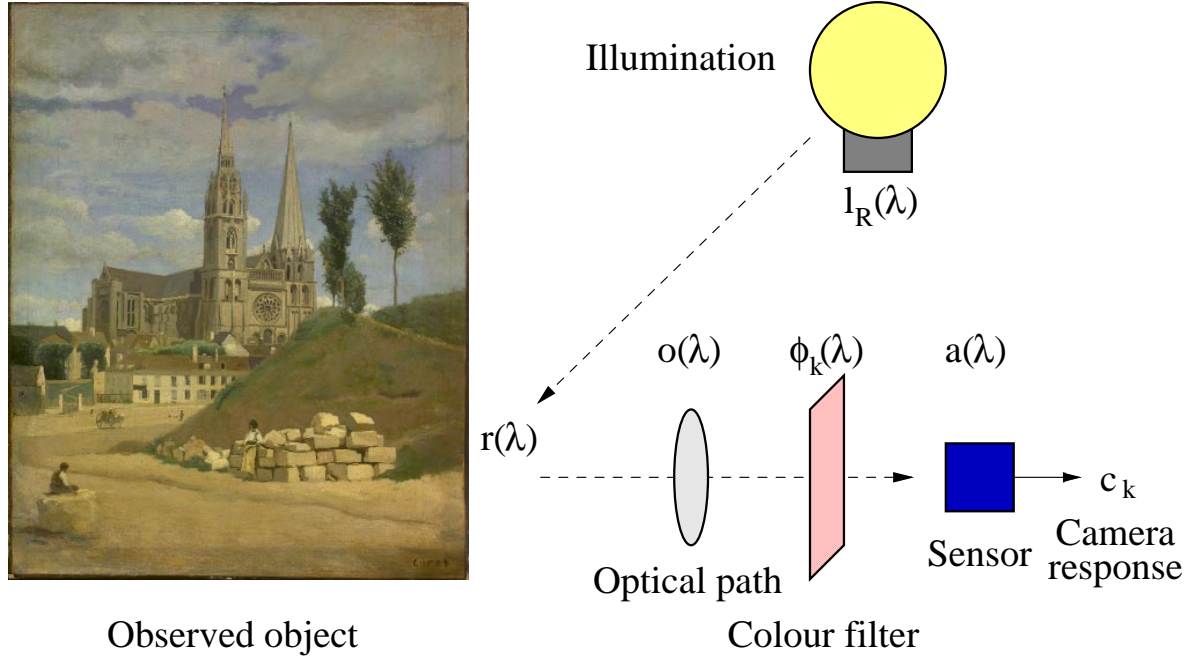 Illumination
l_R(λ)
o(λ)
ϕ_k(λ)
a(λ)
r(λ)
c_k
Sensor
Camera
response
Optical path
Observed object
Colour filter